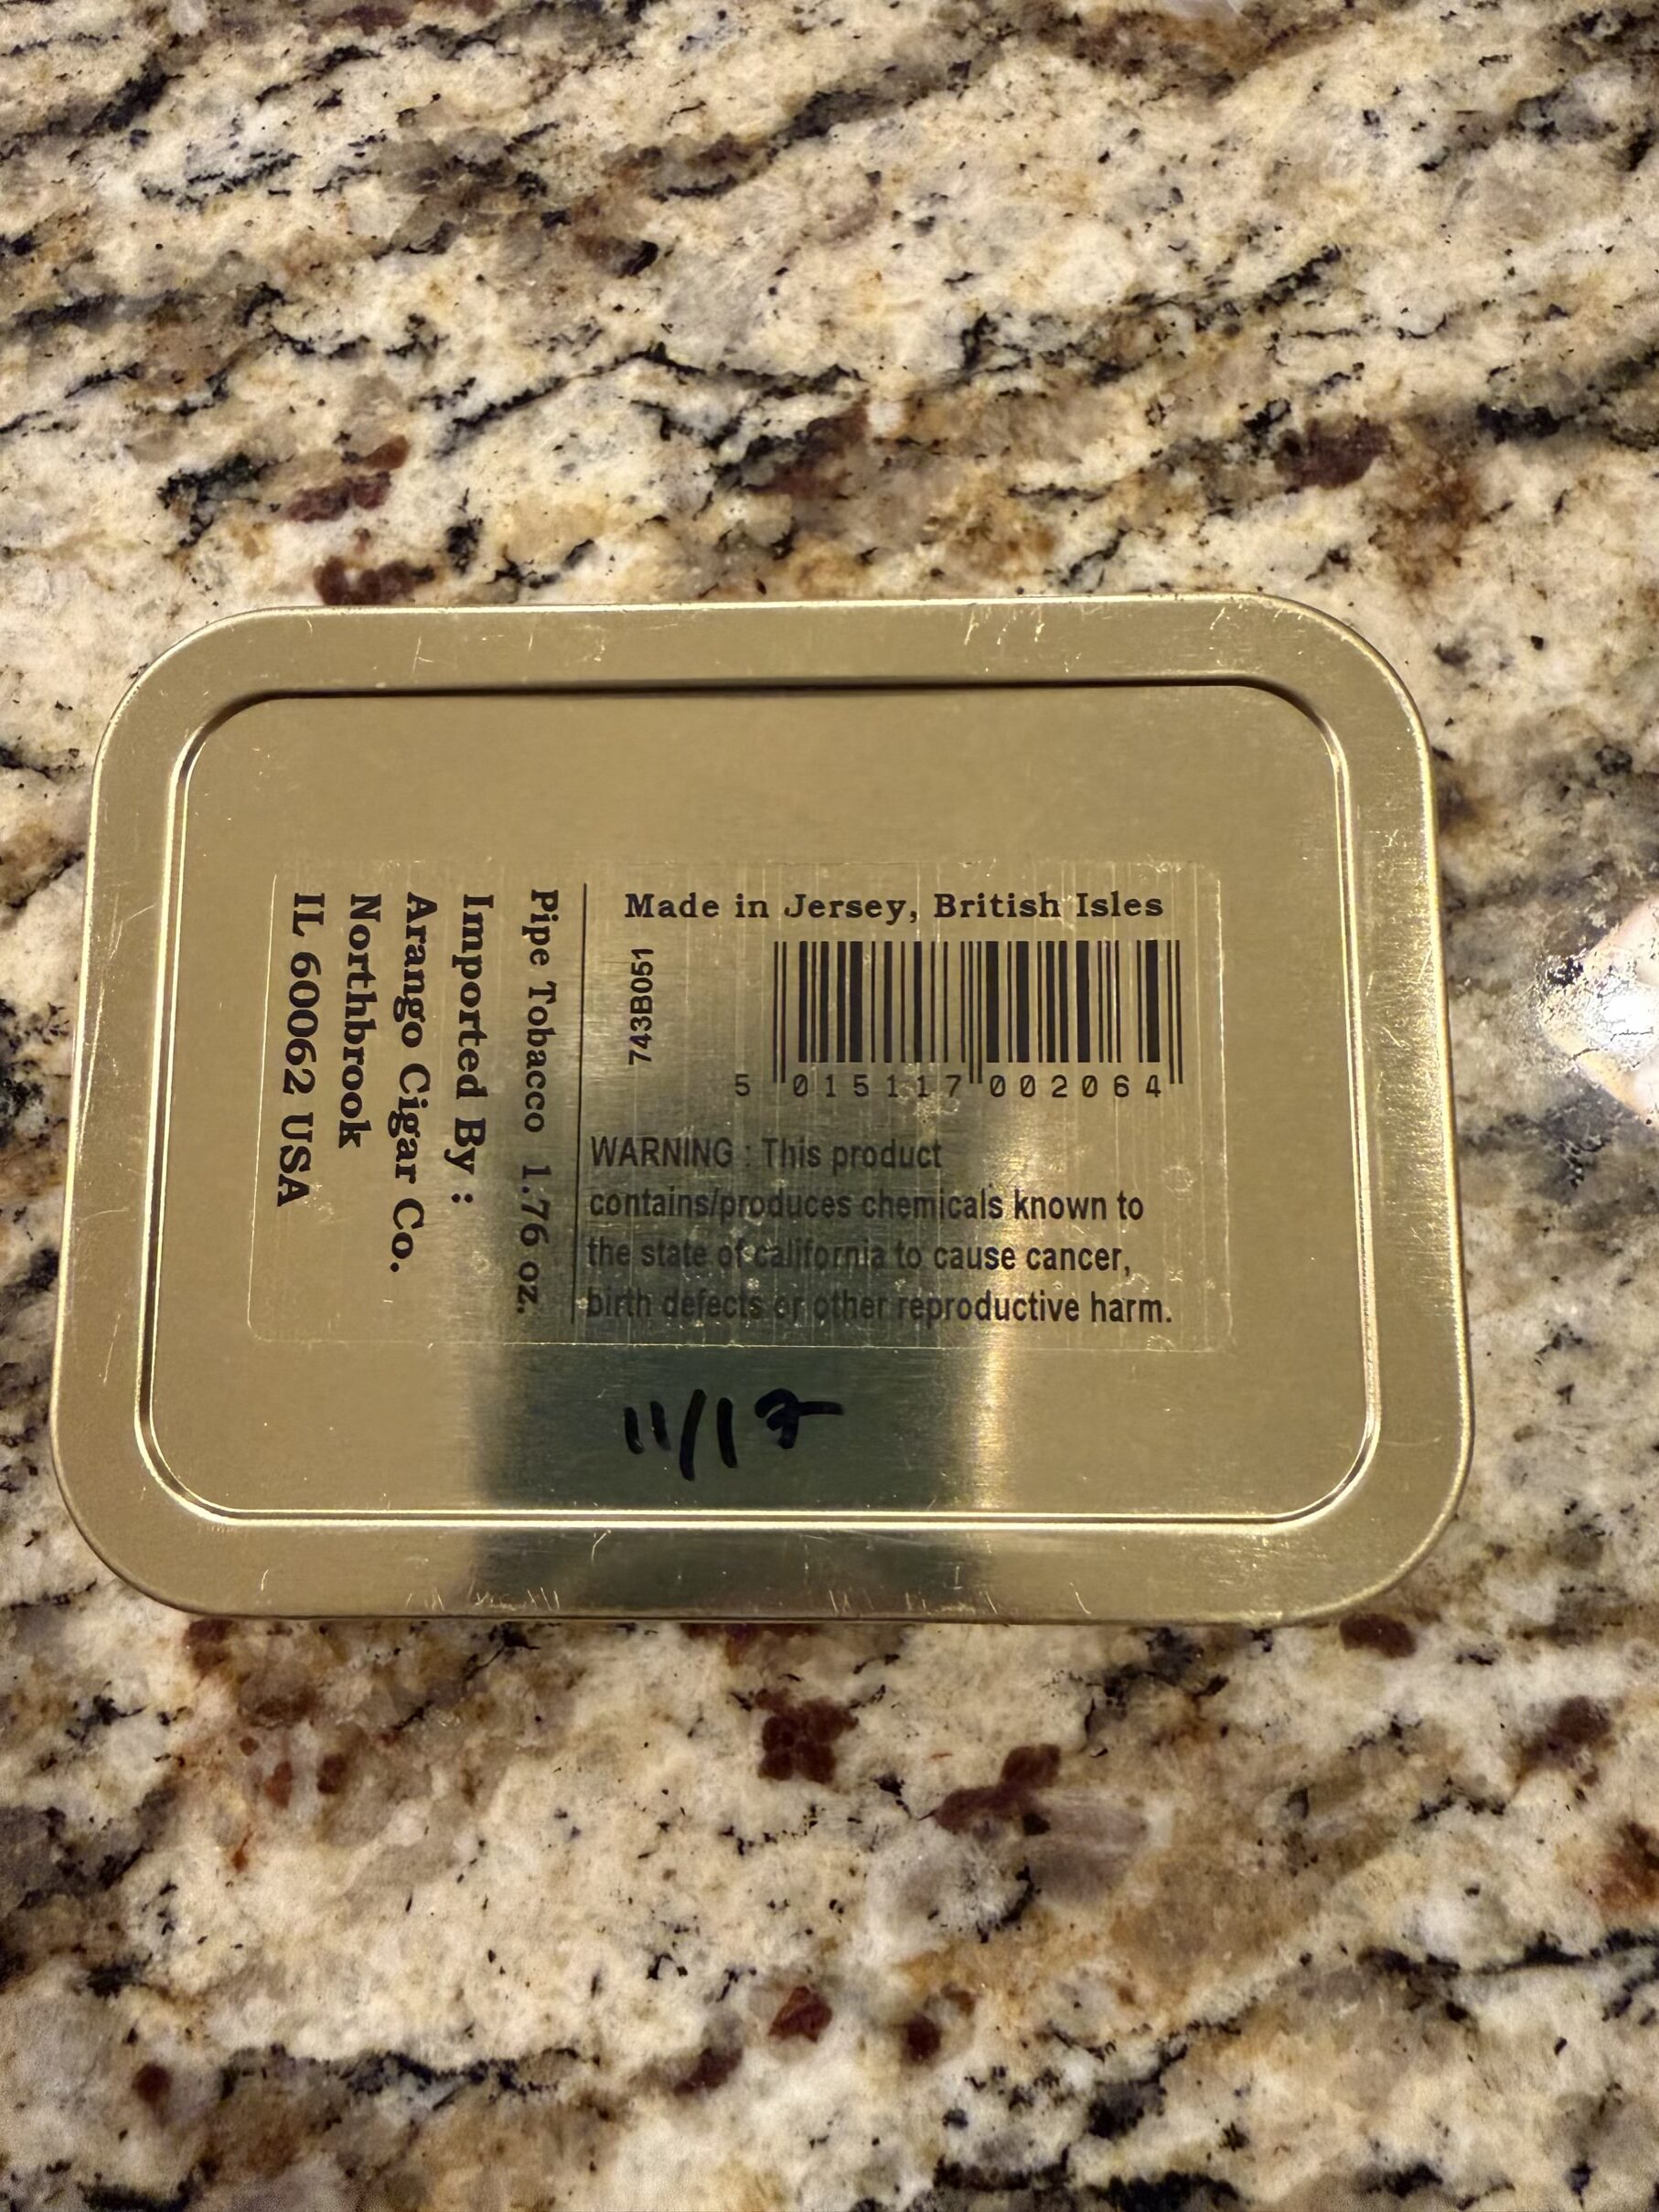 Made in Jersey, British Isles
743B051
5 015117 002064
WARNING : This product
contains/produces chemicals known to
the state of california to cause cancer,
birth defects or other reproductive harm.
Pipe Tobacco 1.76 oz.
Imported By :
Arango Cigar Co.
Northbrook
IL 60062 USA
11/12